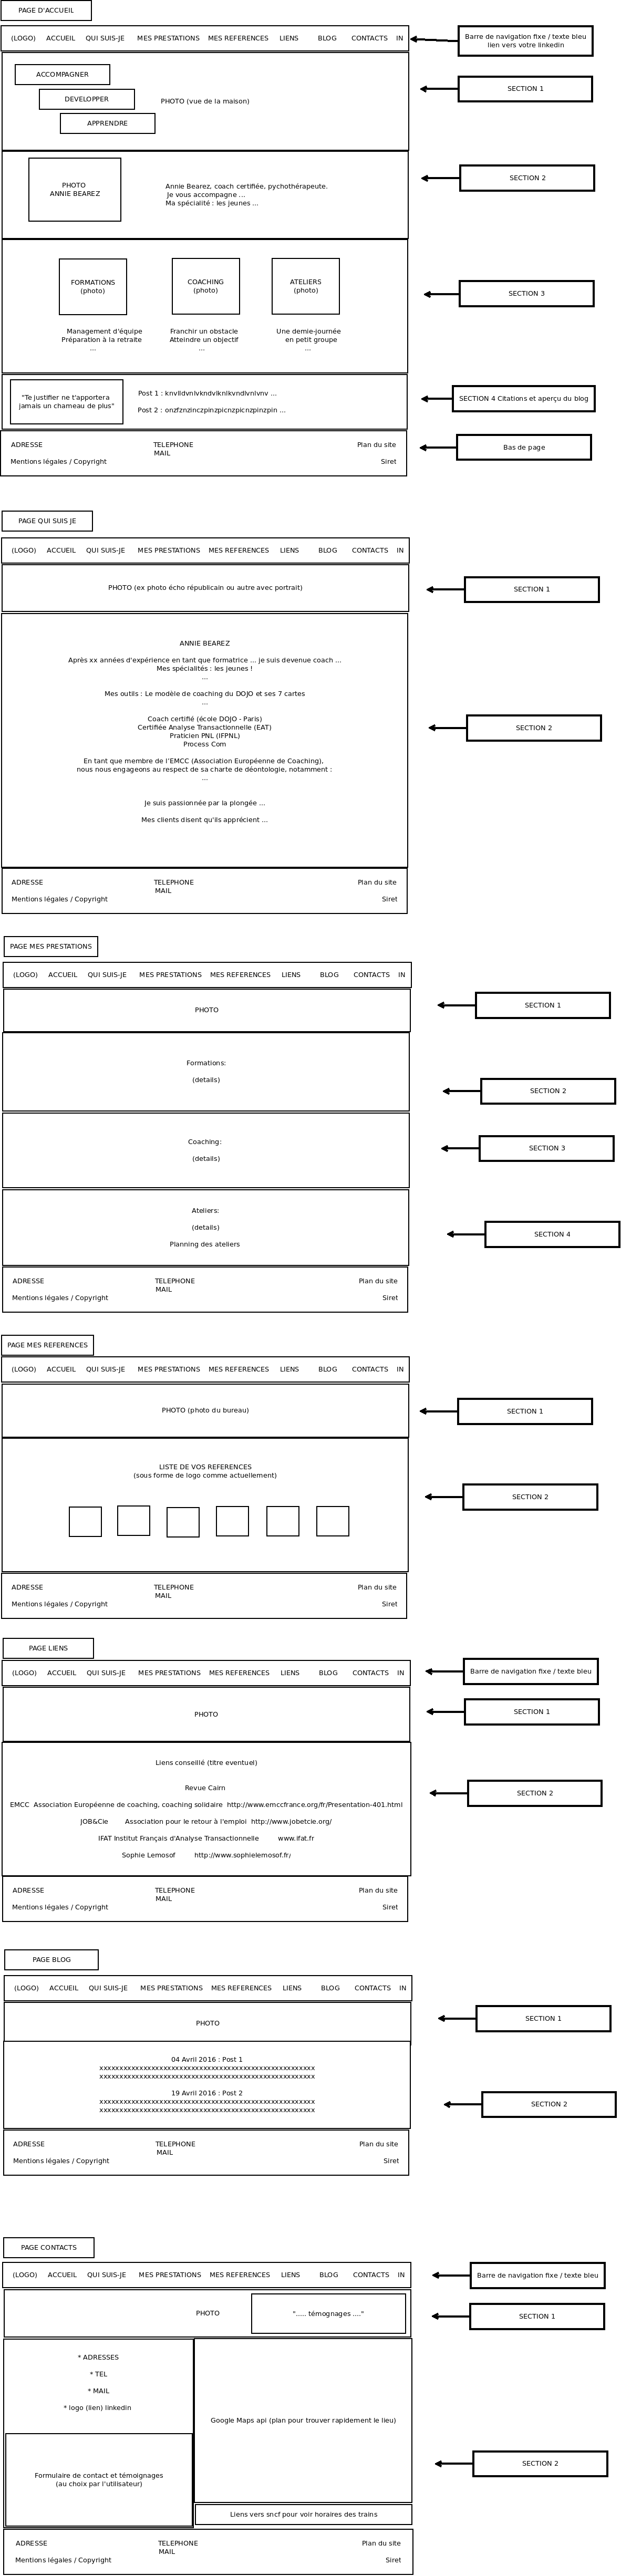 PAGE D'ACCUEIL
(LOGO) ACCUEIL QUI SUIS-JE MES PRESTATIONS MES REFERENCES LIENS BLOG CONTACTS IN
Barre de navigation fixe / texte bleu
lien vers votre linkedin
ACCOMPAGNER
DEVELOPPER
APPRENDRE
PHOTO (vue de la maison)
SECTION 1
PHOTO
ANNIE BEAREZ
Annie Bearez, coach certifiée, pychothérapeute.
Je vous accompagne ...
Ma spécialité : les jeunes ...
SECTION 2
FORMATIONS
(photo)
COACHING
(photo)
ATELIERS
(photo)
Management d'équipe
Préparation à la retraite
...
Franchir un obstacle
Atteindre un objectif
...
Une demie-journée
en petit groupe
...
SECTION 3
"Te justifier ne t'apportera
jamais un chameau de plus"
Post 1 : knvlldvnlvkndvlknlkvndlvnlvnv ...
Post 2 : onzfznzinczpinzpicnzpicnzpinzpin ...
SECTION 4 Citations et aperçu du blog
ADRESSE TELEPHONE Plan du site
MAIL
Mentions légales / Copyright Siret
Bas de page
PAGE QUI SUIS JE
(LOGO) ACCUEIL QUI SUIS-JE MES PRESTATIONS MES REFERENCES LIENS BLOG CONTACTS IN
PHOTO (ex photo écho républicain ou autre avec portrait)
SECTION 1
ANNIE BEAREZ
Après xx années d'expérience en tant que formatrice ... je suis devenue coach ...
Mes spécialités : les jeunes !
...
Mes outils : Le modèle de coaching du DOJO et ses 7 cartes
...
Coach certifié (école DOJO - Paris)
Certifiée Analyse Transactionnelle (EAT)
Praticien PNL (IFPNL)
Process Com
En tant que membre de l'EMCC (Association Européenne de Coaching),
nous nous engageons au respect de sa charte de déontologie, notamment :
...
Je suis passionnée par la plongée ...
Mes clients disent qu'ils apprécient ...
SECTION 2
ADRESSE TELEPHONE Plan du site
MAIL
Mentions légales / Copyright Siret
PAGE MES PRESTATIONS
(LOGO) ACCUEIL QUI SUIS-JE MES PRESTATIONS MES REFERENCES LIENS BLOG CONTACTS IN
PHOTO
SECTION 1
Formations:
(details)
SECTION 2
Coaching:
(details)
SECTION 3
Ateliers:
(details)
Planning des ateliers
SECTION 4
ADRESSE TELEPHONE Plan du site
MAIL
Mentions légales / Copyright Siret
PAGE MES REFERENCES
(LOGO) ACCUEIL QUI SUIS-JE MES PRESTATIONS MES REFERENCES LIENS BLOG CONTACTS IN
PHOTO (photo du bureau)
SECTION 1
LISTE DE VOS REFERENCES
(sous forme de logo comme actuellement)
SECTION 2
ADRESSE TELEPHONE Plan du site
MAIL
Mentions légales / Copyright Siret
PAGE LIENS
(LOGO) ACCUEIL QUI SUIS-JE MES PRESTATIONS MES REFERENCES LIENS BLOG CONTACTS IN
Barre de navigation fixe / texte bleu
PHOTO
SECTION 1
Liens conseillé (titre eventuel)
Revue Cairn
EMCC Association Européenne de coaching, coaching solidaire http://www.emccfrance.org/fr/Presentation-401.html
JOB&Cie Association pour le retour à l'emploi http://www.jobetcie.org/
IFAT Institut Français d'Analyse Transactionelle www.ifat.fr
Sophie Lemosof http://www.sophielemosof.fr/
SECTION 2
ADRESSE TELEPHONE Plan du site
MAIL
Mentions légales / Copyright Siret
PAGE BLOG
(LOGO) ACCUEIL QUI SUIS-JE MES PRESTATIONS MES REFERENCES LIENS BLOG CONTACTS IN
PHOTO
SECTION 1
04 Avril 2016 : Post 1
xxxxxxxxxxxxxxxxxxxxxxxxxxxxxxxxxxxxxxxxxxxxxxxxxxxxxx
xxxxxxxxxxxxxxxxxxxxxxxxxxxxxxxxxxxxxxxxxxxxxxxxxxxxxx
19 Avril 2016 : Post 2
xxxxxxxxxxxxxxxxxxxxxxxxxxxxxxxxxxxxxxxxxxxxxxxxxxxxxx
xxxxxxxxxxxxxxxxxxxxxxxxxxxxxxxxxxxxxxxxxxxxxxxxxxxxxx
SECTION 2
ADRESSE TELEPHONE Plan du site
MAIL
Mentions légales / Copyright Siret
PAGE CONTACTS
(LOGO) ACCUEIL QUI SUIS-JE MES PRESTATIONS MES REFERENCES LIENS BLOG CONTACTS IN
Barre de navigation fixe / texte bleu
PHOTO
"..... témognages ...."
SECTION 1
* ADRESSES
* TEL
* MAIL
* logo (lien) linkedin
Google Maps api (plan pour trouver rapidement le lieu)
Formulaire de contact et témoignages
(au choix par l'utilisateur)
SECTION 2
Liens vers sncf pour voir horaires des trains
ADRESSE TELEPHONE Plan du site
MAIL
Mentions légales / Copyright Siret